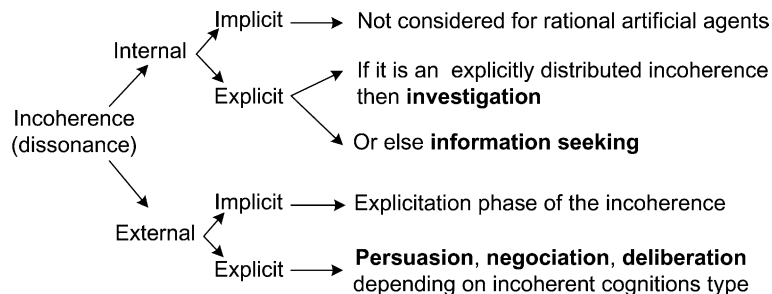 Implicit
Not considered for rational artificial agents
Internal
If it is an explicitly distributed incoherence
Explicit
then investigation
Incoherence
(dissonance)
Or else information seeking
Implicit
Explicitation phase of the incoherence
External
Persuasion, negociation, deliberation
Explicit
depending on incoherent cognitions type